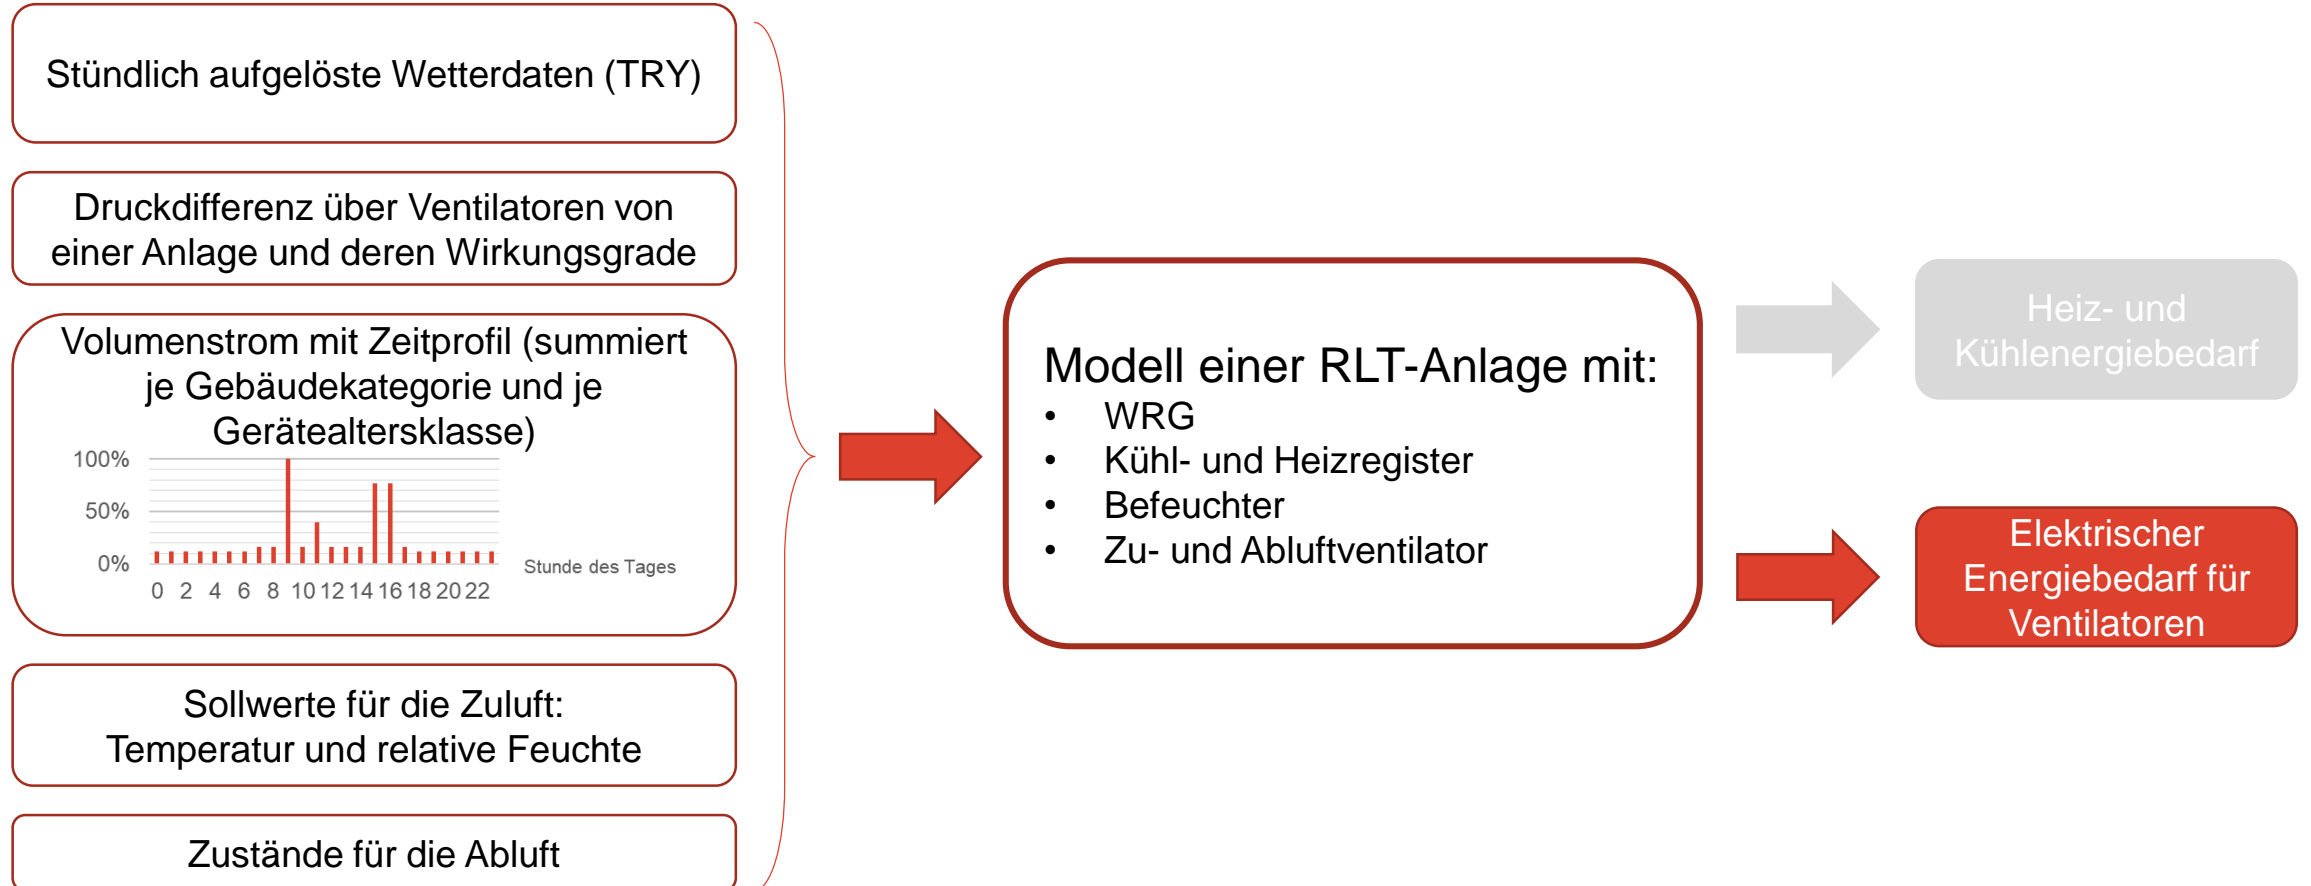 Stündlich aufgelöste Wetterdaten (TRY)
Druckdifferenz über Ventilatoren von
einer Anlage und deren Wirkungsgrade
Volumenstrom mit Zeitprofil (summiert
je Gebäudekategorie und je
Gerätealtersklasse)
100%
50%
0%
Stunde des Tages
0 2 4 6 8 10 12 14 16 18 20 22
Sollwerte für die Zuluft:
Temperatur und relative Feuchte
Zustände für die Abluft
Modell einer RLT-Anlage mit:
• WRG
• Kühl- und Heizregister
• Befeuchter
• Zu- und Abluftventilator
Heiz- und
Kühlenergiebedarf
Elektrischer
Energiebedarf für
Ventilatoren